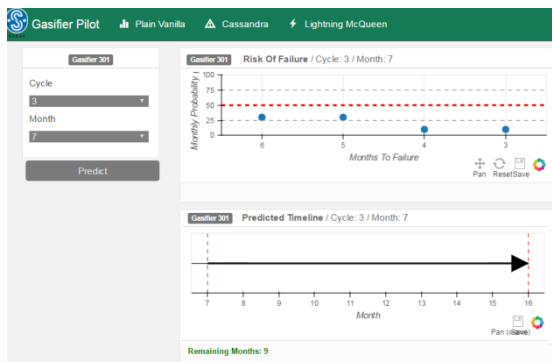 Gasifier Pilot Plain Vanilla Cassandra Lightning McQueen
Gasifier 301
Cycle
3
Month
7
Predict
Gasifier 301 Risk Of Failure / Cycle: 3 / Month: 7
Monthly Probability (
100
75
50
25
0
6 5 4 3
Months To Failure
Pan Reset Save
Gasifier 301 Predicted Timeline / Cycle: 3 / Month: 7
7 8 9 10 11 12 13 14 15 16
Month
Pan (x Save)
Remaining Months: 9